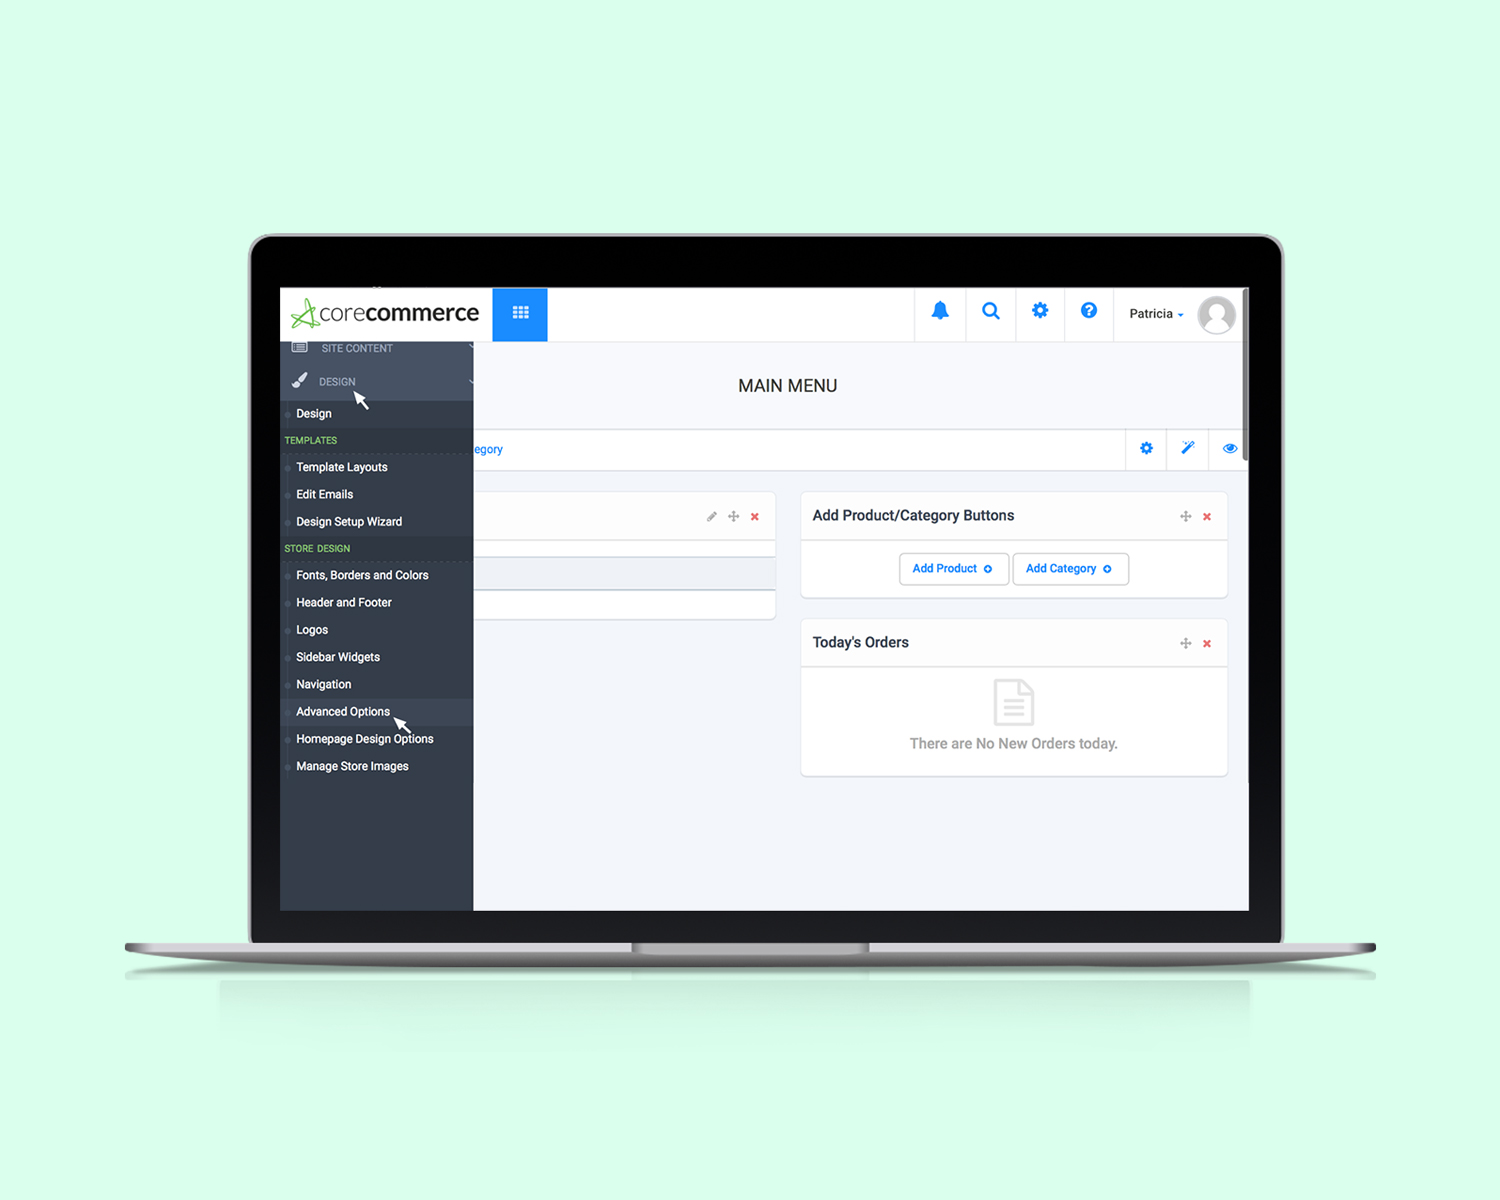 corecommerce
Patricia
SITE CONTENT
DESIGN
Design
TEMPLATES
Template Layouts
Edit Emails
Design Setup Wizard
STORE DESIGN
Fonts, Borders and Colors
Header and Footer
Logos
Sidebar Widgets
Navigation
Advanced Options
Homepage Design Options
Manage Store Images
MAIN MENU
egory
Add Product/Category Buttons
Add Product
Add Category
Today's Orders
There are No New Orders today.